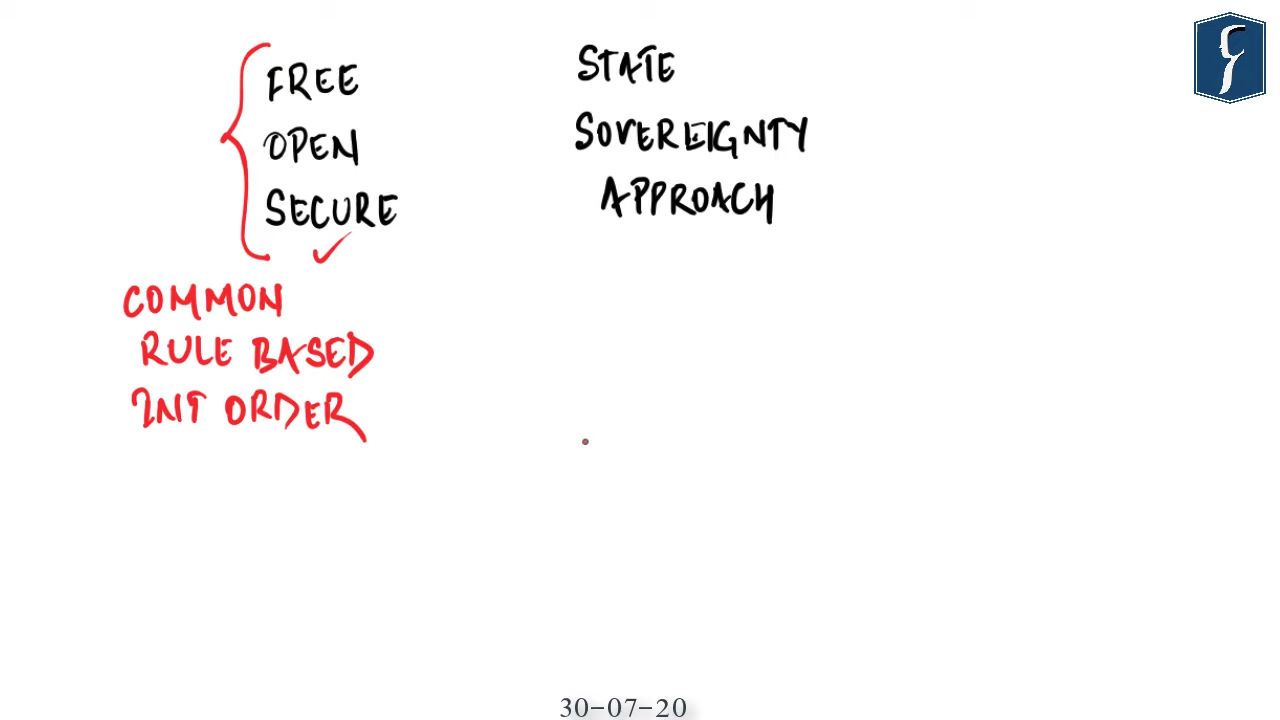 FREE
OPEN
SECURE
COMMON
RULE BASED
INT ORDER
STATE
SOVEREIGNTY
APPROACH
30-07-20